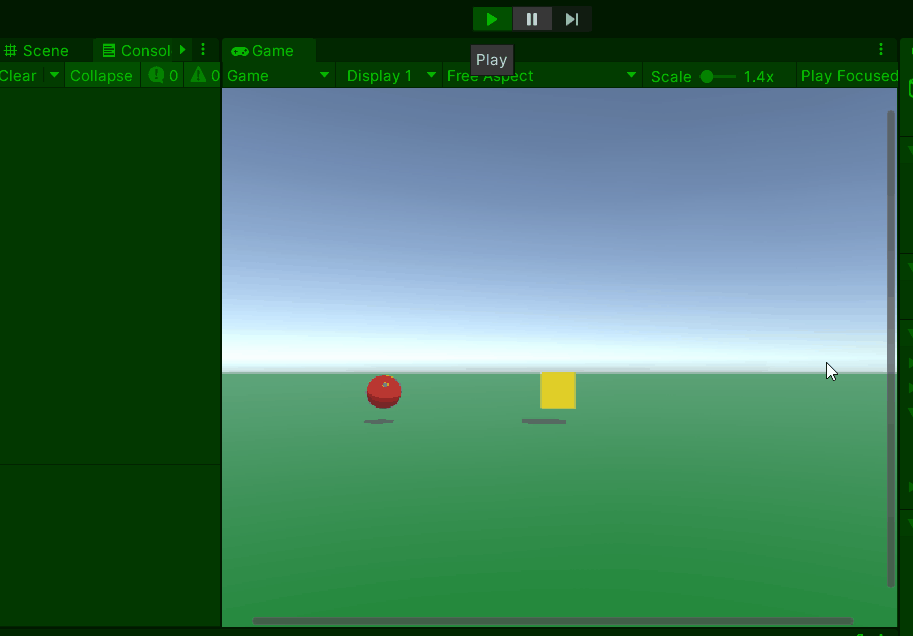 Scene Consol Game
Play
Clear Collapse 0 0 Game Display 1 Free Aspect Scale 1.4x Play Focused